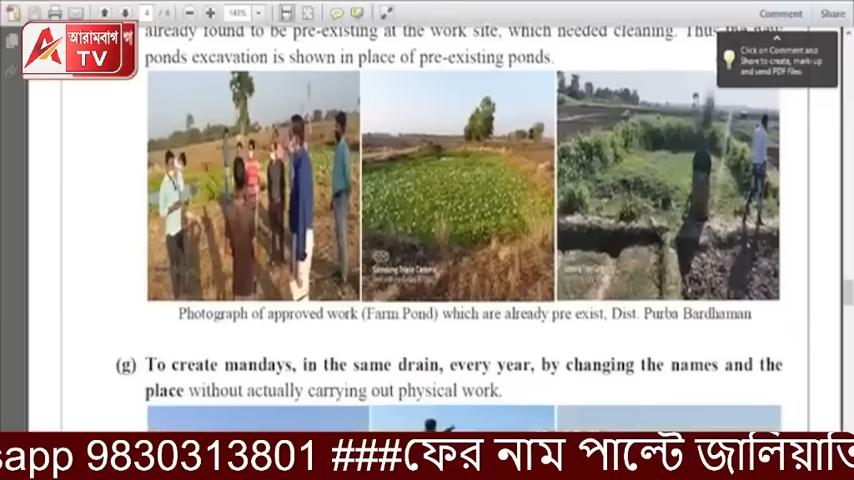 4 / 6
143%
Comment
Share
আরামবাগ
TV
already found to be pre-existing at the work site, which needed cleaning. Thus the new
ponds excavation is shown in place of pre-existing ponds.
Click on Comment and
Share to create, mark-up
and send PDF files.
Photograph of approved work (Farm Pond) which are already pre exist, Dist. Purba Bardhaman
(g) To create mandays, in the same drain, every year, by changing the names and the
place without actually carrying out physical work.
sapp 9830313801 ###ফের নাম পাল্টে জালিয়াতি